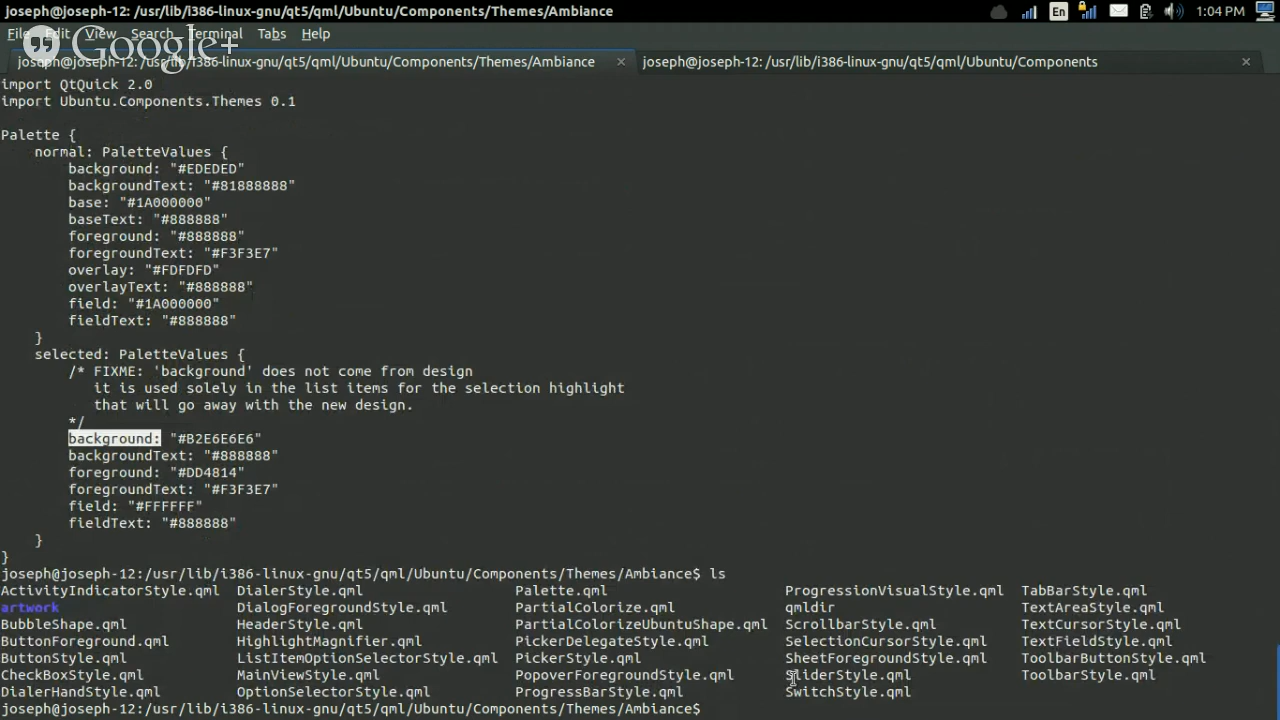 joseph@joseph-12: /usr/lib/i386-linux-gnu/qt5/qml/Ubuntu/Components/Themes/Ambiance En 1:04 PM
File Edit View Search Terminal Tabs Help
Google+
joseph@joseph-12: /usr/lib/i386-linux-gnu/qt5/qml/Ubuntu/Components/Themes/Ambiance × joseph@joseph-12: /usr/lib/i386-linux-gnu/qt5/qml/Ubuntu/Components ×
import QtQuick 2.0
import Ubuntu.Components.Themes 0.1
Palette {
    normal: PaletteValues {
        background: "#EDEDED"
        backgroundText: "#81888888"
        base: "#1A000000"
        baseText: "#888888"
        foreground: "#888888"
        foregroundText: "#F3F3E7"
        overlay: "#FDFDFD"
        overlayText: "#888888"
        field: "#1A000000"
        fieldText: "#888888"
    }
    selected: PaletteValues {
        /* FIXME: 'background' does not come from design
           it is used solely in the list items for the selection highlight
           that will go away with the new design.
        */
        background: "#B2E6E6E6"
        backgroundText: "#888888"
        foreground: "#DD4814"
        foregroundText: "#F3F3E7"
        field: "#FFFFFF"
        fieldText: "#888888"
    }
}
joseph@joseph-12:/usr/lib/i386-linux-gnu/qt5/qml/Ubuntu/Components/Themes/Ambiance$ ls
ActivityIndicatorStyle.qml DialerStyle.qml Palette.qml ProgressionVisualStyle.qml TabBarStyle.qml
artwork DialogForegroundStyle.qml PartialColorize.qml qmldir TextAreaStyle.qml
BubbleShape.qml HeaderStyle.qml PartialColorizeUbuntuShape.qml ScrollbarStyle.qml TextCursorStyle.qml
ButtonForeground.qml HighlightMagnifier.qml PickerDelegateStyle.qml SelectionCursorStyle.qml TextFieldStyle.qml
ButtonStyle.qml ListItemOptionSelectorStyle.qml PickerStyle.qml SheetForegroundStyle.qml ToolbarButtonStyle.qml
CheckBoxStyle.qml MainViewStyle.qml PopoverForegroundStyle.qml SliderStyle.qml ToolbarStyle.qml
DialerHandStyle.qml OptionSelectorStyle.qml ProgressBarStyle.qml SwitchStyle.qml
joseph@joseph-12:/usr/lib/i386-linux-gnu/qt5/qml/Ubuntu/Components/Themes/Ambiance$